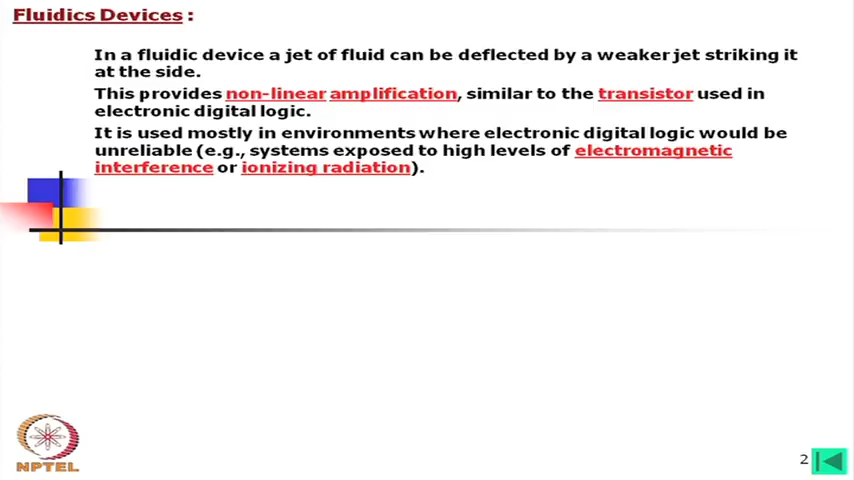 Fluidics Devices :
In a fluidic device a jet of fluid can be deflected by a weaker jet striking it
at the side.
This provides non-linear amplification, similar to the transistor used in
electronic digital logic.
It is used mostly in environments where electronic digital logic would be
unreliable (e.g., systems exposed to high levels of electromagnetic
interference or ionizing radiation).
NPTEL
2